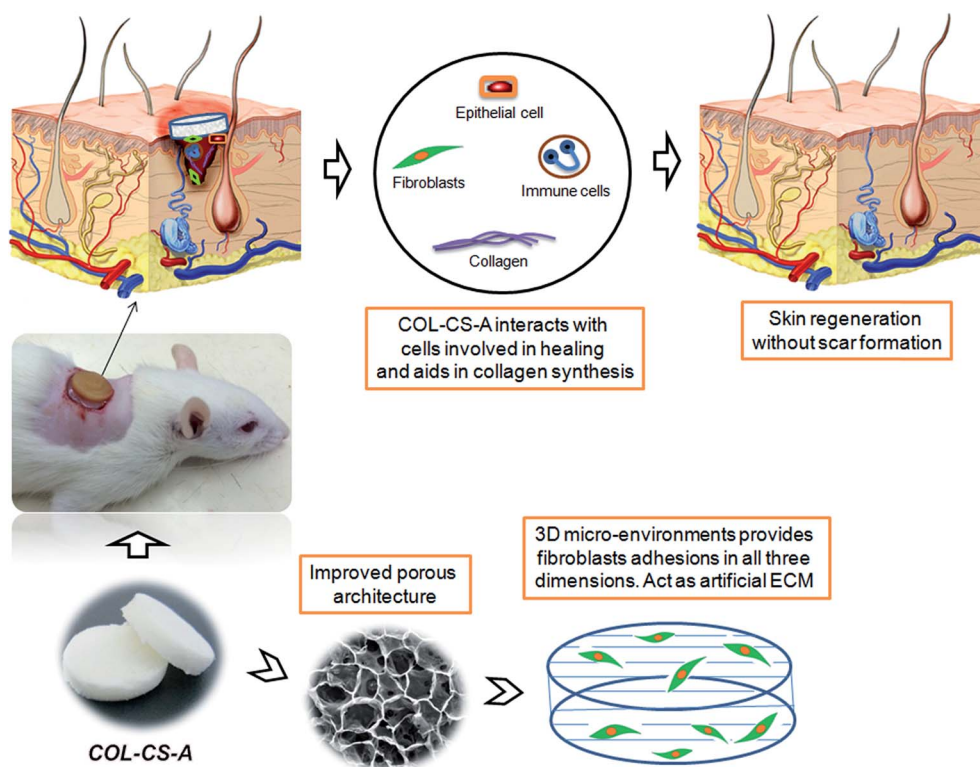 Epithelial cell
Fibroblasts
Immune cells
Collagen
COL-CS-A interacts with
cells involved in healing
and aids in collagen synthesis
Skin regeneration
without scar formation
3D micro-environments provides
fibroblasts adhesions in all three
dimensions. Act as artificial ECM
Improved porous
architecture
COL-CS-A